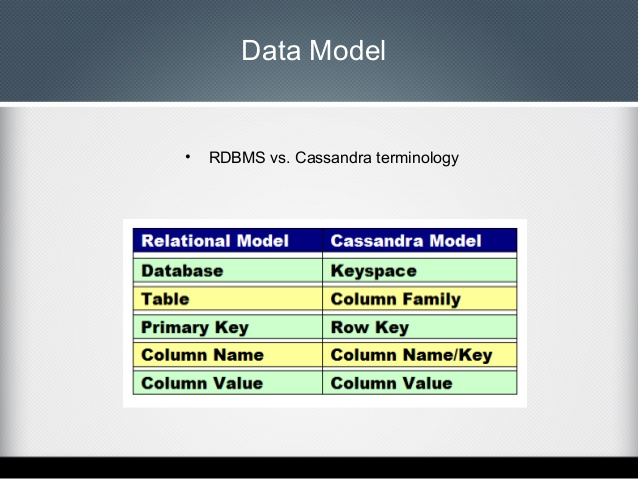 Data Model
• RDBMS vs. Cassandra terminology
Relational Model Cassandra Model
Database Keyspace
Table Column Family
Primary Key Row Key
Column Name Column Name/Key
Column Value Column Value